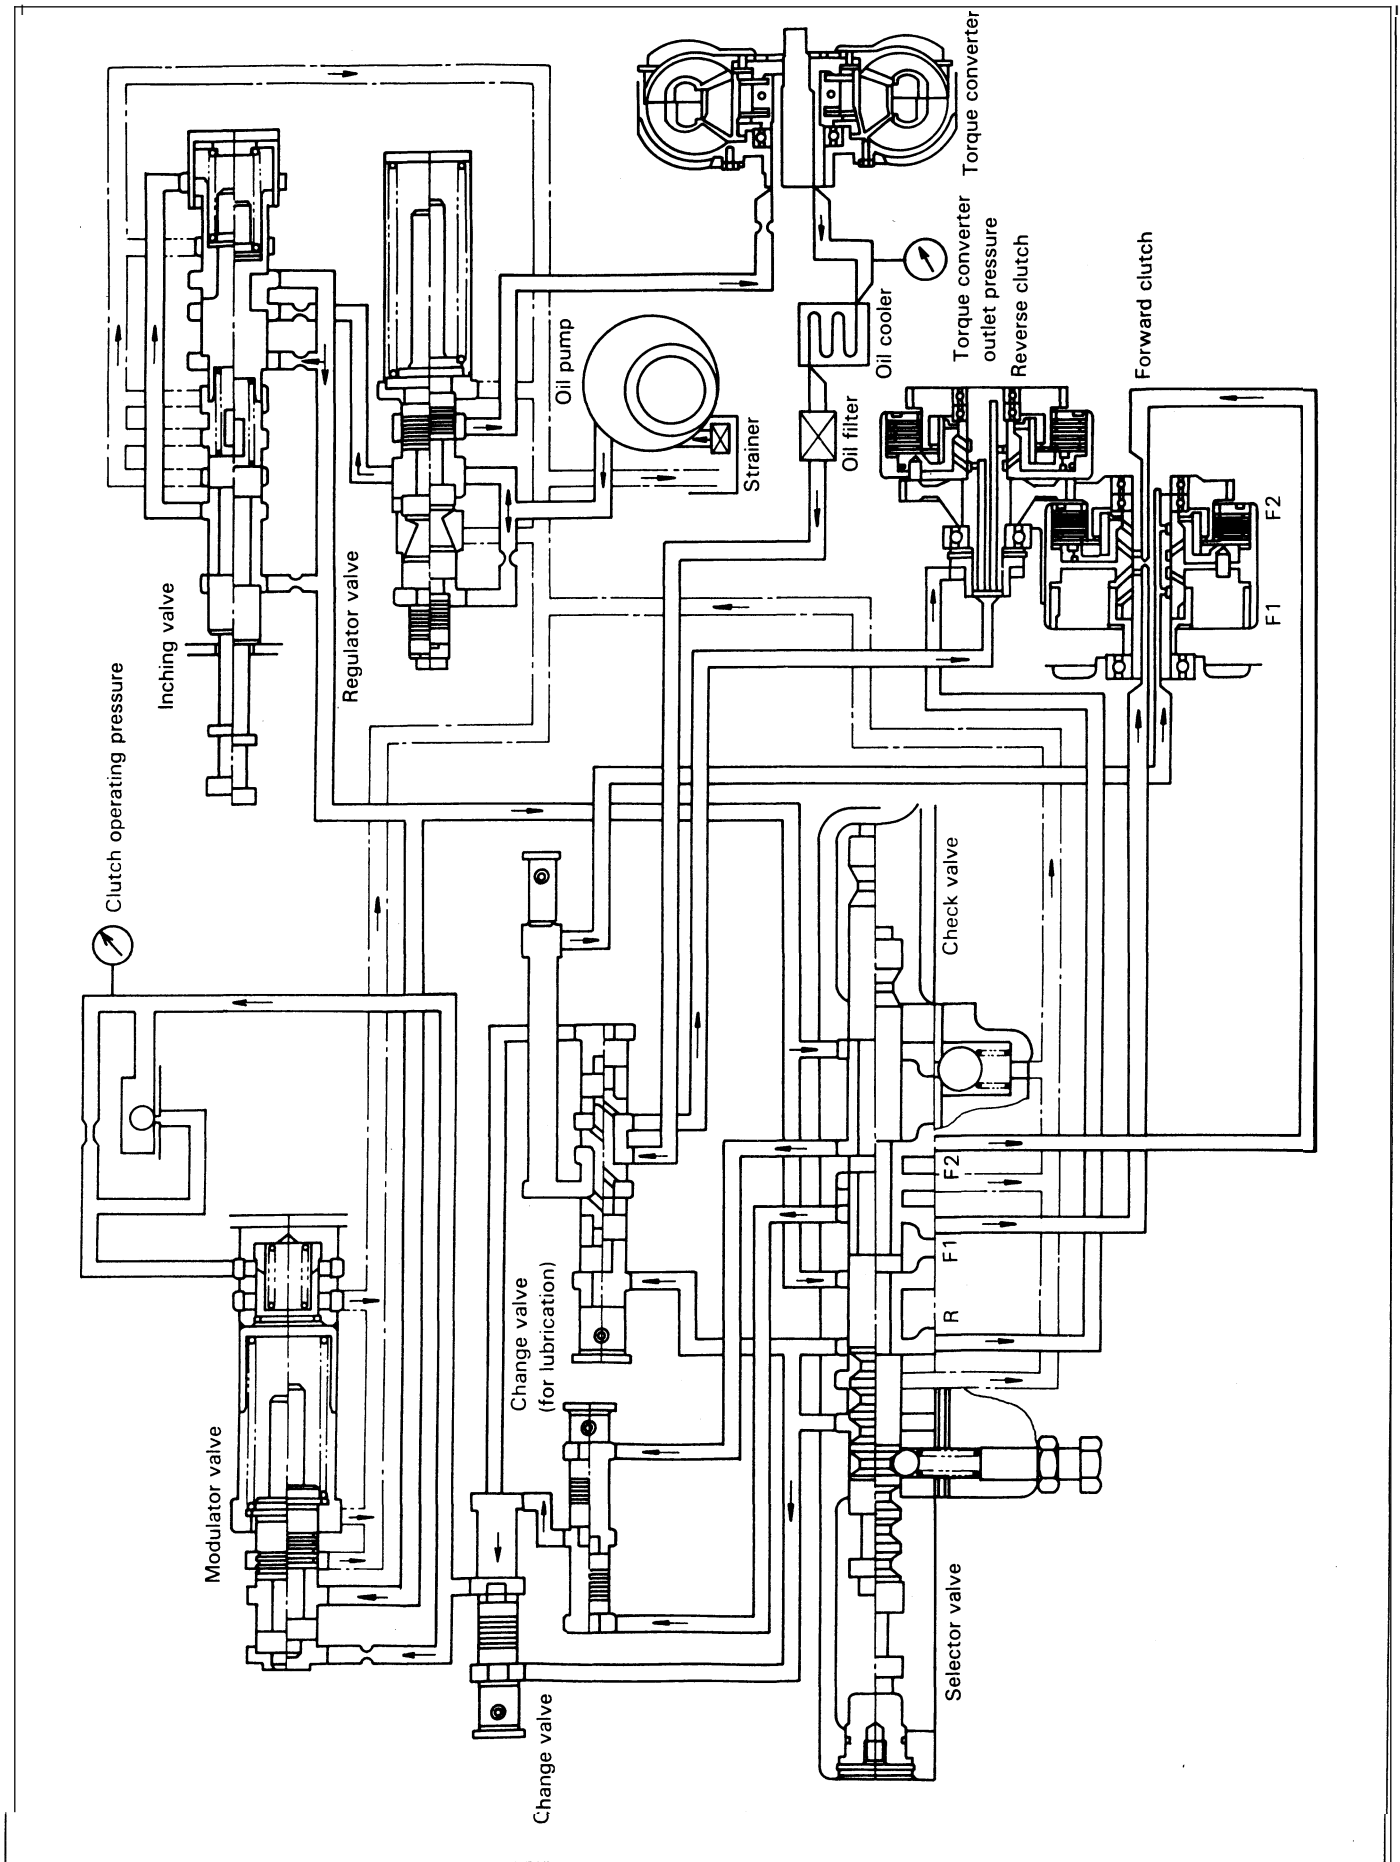 Torque converter
Torque converter
outlet pressure
Reverse clutch
Forward clutch
Oil pump
Oil cooler
Oil filter
Strainer
F2
F1
Inching valve
Regulator valve
Clutch operating pressure
Check valve
F2
F1
R
Change valve
(for lubrication)
Modulator valve
Selector valve
Change valve